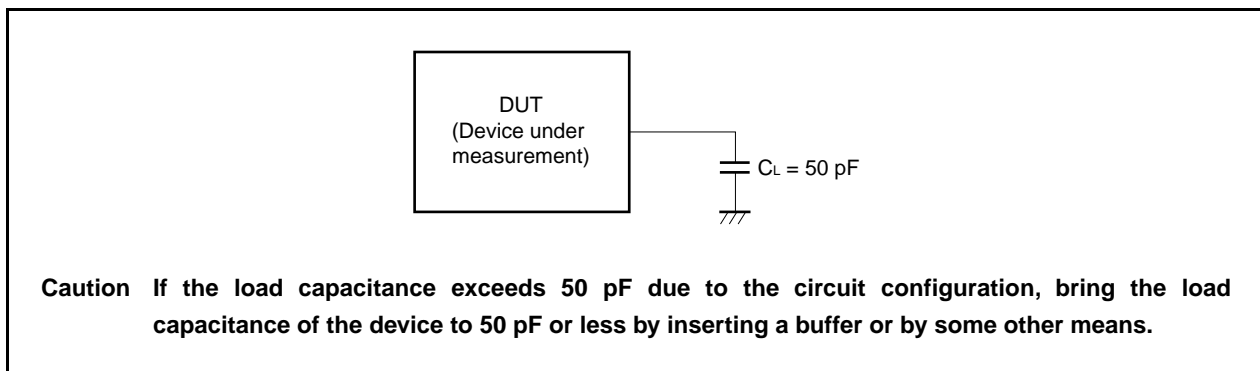 DUT
(Device under
measurement)
CL = 50 pF
Caution If the load capacitance exceeds 50 pF due to the circuit configuration, bring the load
capacitance of the device to 50 pF or less by inserting a buffer or by some other means.